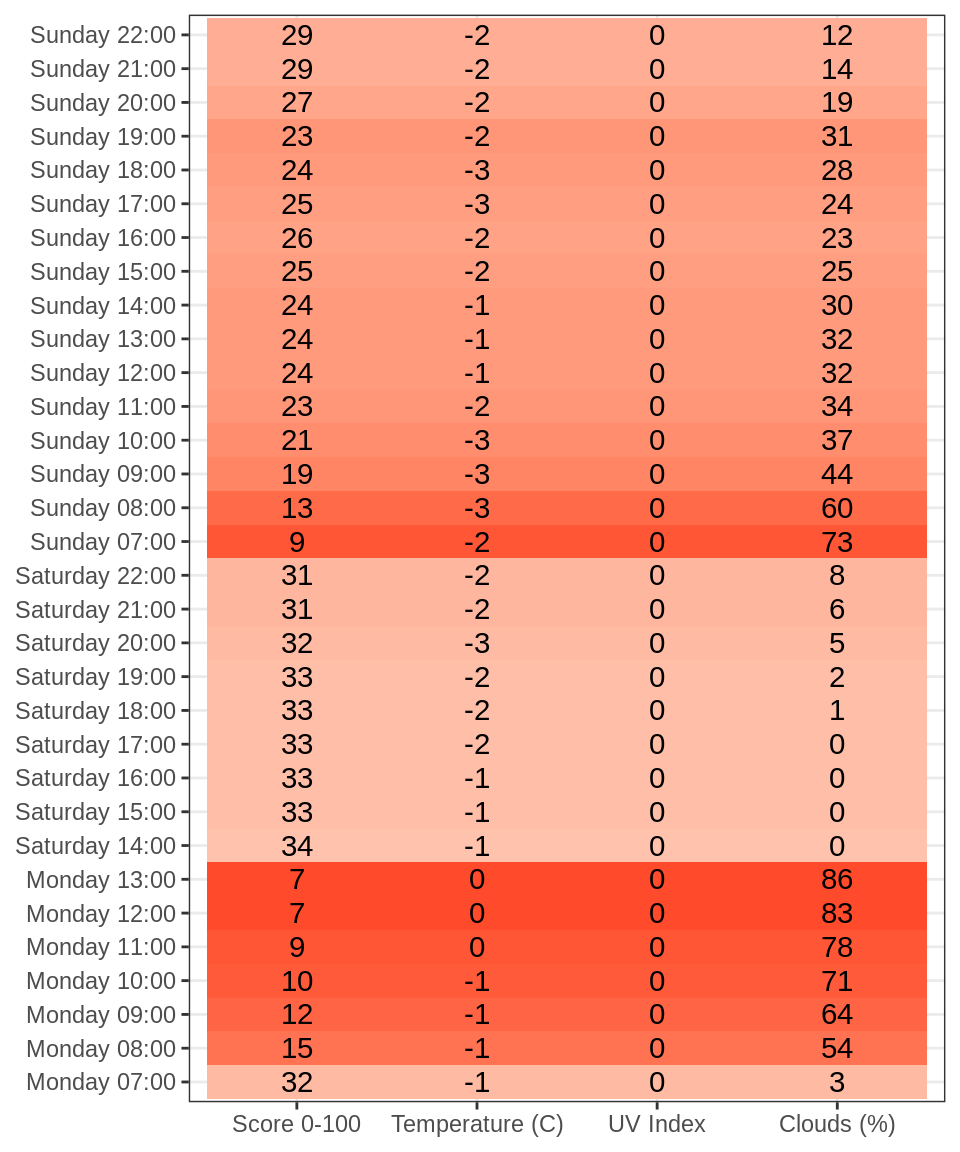 Sunday 22:00 29 -2 0 12
Sunday 21:00 29 -2 0 14
Sunday 20:00 27 -2 0 19
Sunday 19:00 23 -2 0 31
Sunday 18:00 24 -3 0 28
Sunday 17:00 25 -3 0 24
Sunday 16:00 26 -2 0 23
Sunday 15:00 25 -2 0 25
Sunday 14:00 24 -1 0 30
Sunday 13:00 24 -1 0 32
Sunday 12:00 24 -1 0 32
Sunday 11:00 23 -2 0 34
Sunday 10:00 21 -3 0 37
Sunday 09:00 19 -3 0 44
Sunday 08:00 13 -3 0 60
Sunday 07:00 9 -2 0 73
Saturday 22:00 31 -2 0 8
Saturday 21:00 31 -2 0 6
Saturday 20:00 32 -3 0 5
Saturday 19:00 33 -2 0 2
Saturday 18:00 33 -2 0 1
Saturday 17:00 33 -2 0 0
Saturday 16:00 33 -1 0 0
Saturday 15:00 33 -1 0 0
Saturday 14:00 34 -1 0 0
Monday 13:00 7 0 0 86
Monday 12:00 7 0 0 83
Monday 11:00 9 0 0 78
Monday 10:00 10 -1 0 71
Monday 09:00 12 -1 0 64
Monday 08:00 15 -1 0 54
Monday 07:00 32 -1 0 3
Score 0-100 Temperature (C) UV Index Clouds (%)